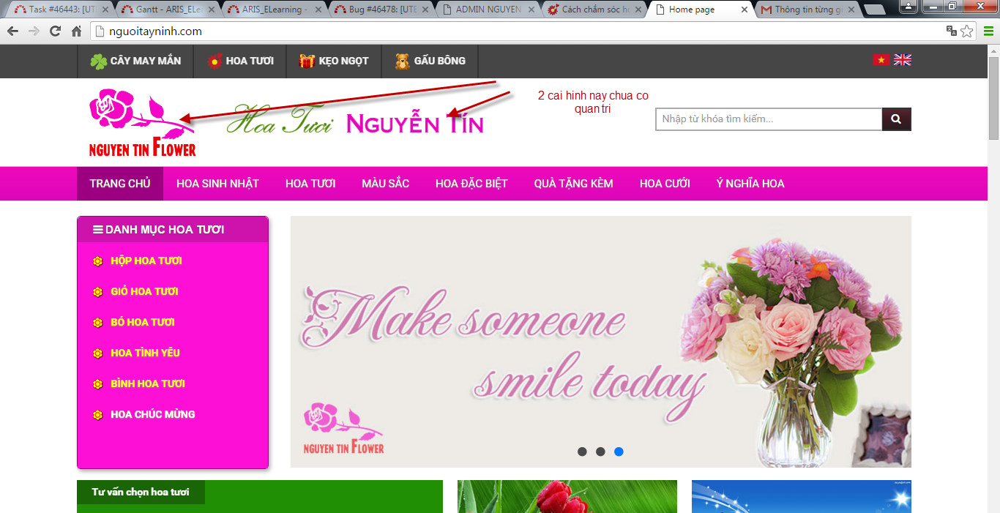 Task #46443: [UT
Gantt - ARIS_ELe
ARIS_ELearning -
Bug #46478: [UTE
ADMIN NGUYEN
Cách chăm sóc h
Home page
Thông tin từng g
nguoitayninh.com
CÂY MAY MẮN
HOA TƯƠI
KẸO NGỌT
GẤU BÔNG
2 cai hinh nay chua co
quan tri
Hoa Tươi NGUYỄN TÍN
Nhập từ khóa tìm kiếm...
NGUYEN TIN FLOWER
TRANG CHỦ
HOA SINH NHẬT
HOA TƯƠI
MÀU SẮC
HOA ĐẶC BIỆT
QUÀ TẶNG KÈM
HOA CƯỚI
Ý NGHĨA HOA
DANH MỤC HOA TƯƠI
HỘP HOA TƯƠI
GIỎ HOA TƯƠI
BÓ HOA TƯƠI
HOA TÌNH YÊU
BÌNH HOA TƯƠI
HOA CHÚC MỪNG
Make someone
smile today
NGUYEN TIN FLOWER
Tư vấn chọn hoa tươi